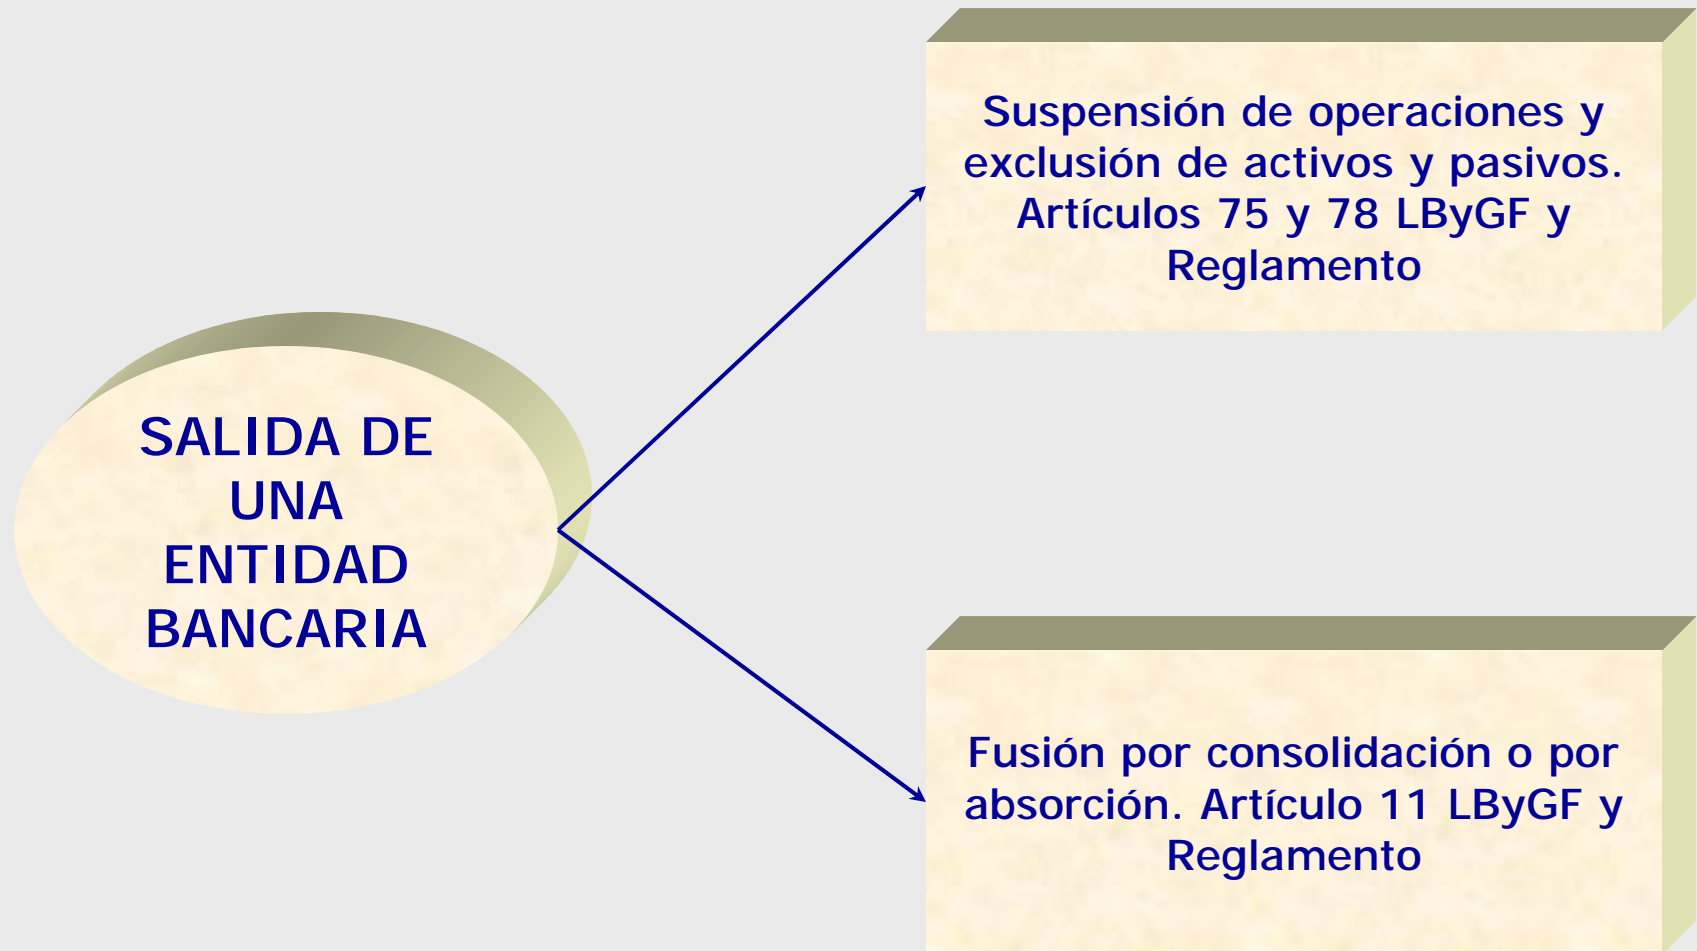 SALIDA DE
UNA
ENTIDAD
BANCARIA
Suspensión de operaciones y
exclusión de activos y pasivos.
Artículos 75 y 78 LByGF y
Reglamento
Fusión por consolidación o por
absorción. Artículo 11 LByGF y
Reglamento